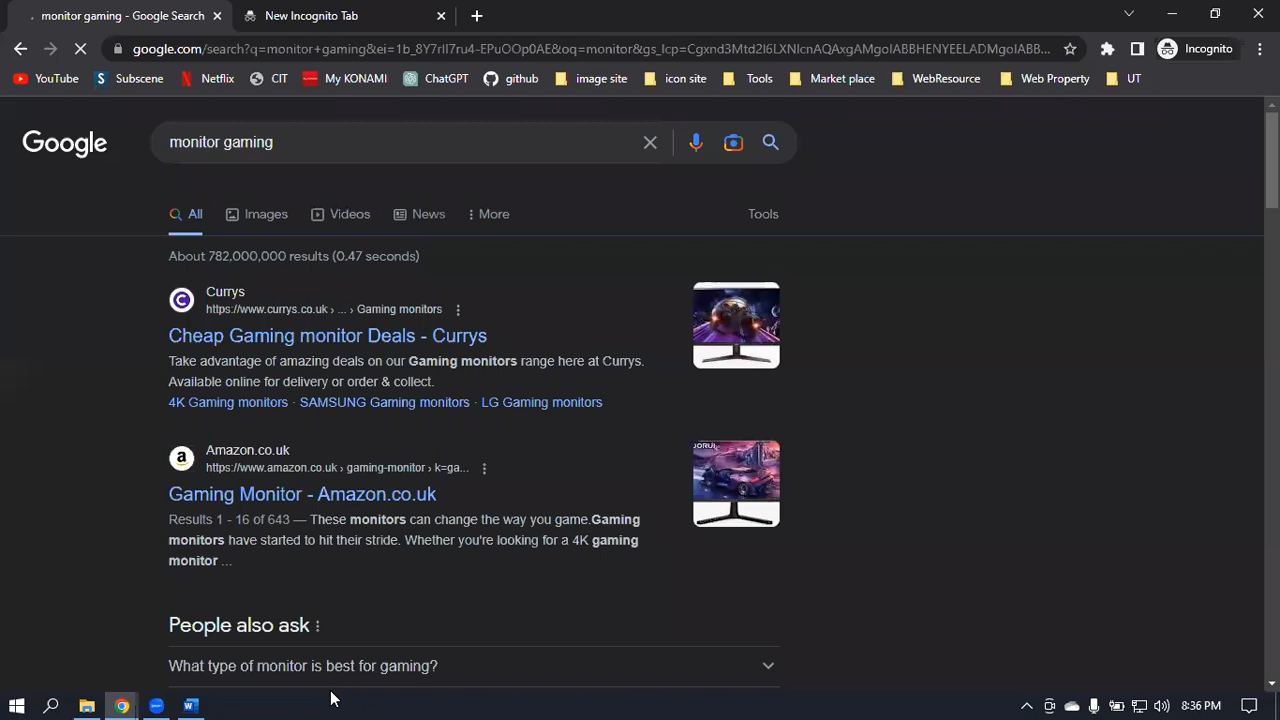 monitor gaming - Google Search
New Incognito Tab
google.com/search?q=monitor+gaming&ei=1b_8Y7rII7ru4-EPuOOp0AE&oq=monitor&gs_lcp=Cgxnd3Mtd2l6LXNlcnAQAxgAMgoIABBHENYEELADMgoIABB...
Incognito
YouTube
Subscene
Netflix
CIT
My KONAMI
ChatGPT
github
image site
icon site
Tools
Market place
WebResource
Web Property
UT
Google
monitor gaming
All
Images
Videos
News
More
Tools
About 782,000,000 results (0.47 seconds)
Currys
https://www.currys.co.uk › ... › Gaming monitors
Cheap Gaming monitor Deals - Currys
Take advantage of amazing deals on our Gaming monitors range here at Currys.
Available online for delivery or order & collect.
4K Gaming monitors · SAMSUNG Gaming monitors · LG Gaming monitors
Amazon.co.uk
https://www.amazon.co.uk › gaming-monitor › k=ga...
Gaming Monitor - Amazon.co.uk
Results 1 - 16 of 643 — These monitors can change the way you game.Gaming
monitors have started to hit their stride. Whether you're looking for a 4K gaming
monitor ...
People also ask
What type of monitor is best for gaming?
8:36 PM